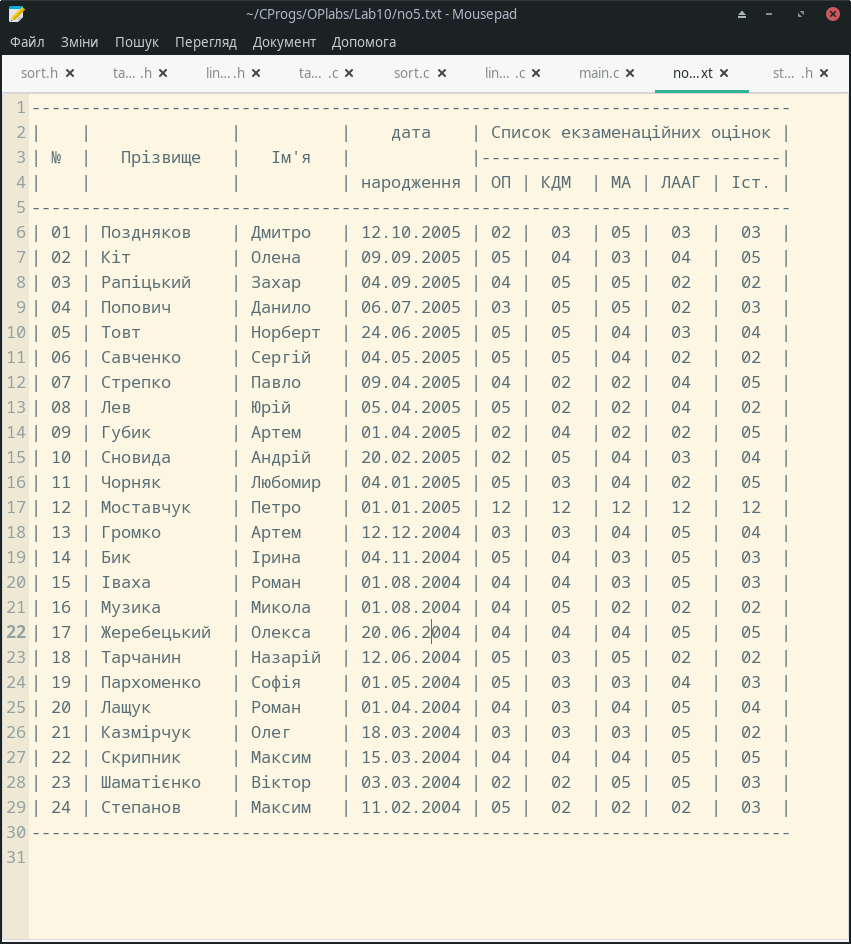 ~/CProgs/OPlabs/Lab10/no5.txt - Mousepad
Файл Зміни Пошук Перегляд Документ Допомога
sort.h ta... .h lin... .h ta... .c sort.c lin... .c main.c no...xt st... .h
1 ----------------------------------------------------------------------------
2 |    |              |          |    дата    | Список екзаменаційних оцінок |
3 | №  |   Прізвище   |   Ім'я   |            |------------------------------|
4 |    |              |          | народження | ОП | КДМ  | МА | ЛААГ | Іст. |
5 ----------------------------------------------------------------------------
6 | 01 | Поздняков    | Дмитро   | 12.10.2005 | 02 |  03  | 05 |  03  |  03  |
7 | 02 | Кіт          | Олена    | 09.09.2005 | 05 |  04  | 03 |  04  |  05  |
8 | 03 | Рапіцький    | Захар    | 04.09.2005 | 04 |  05  | 05 |  02  |  02  |
9 | 04 | Попович      | Данило   | 06.07.2005 | 03 |  05  | 05 |  02  |  03  |
10 | 05 | Товт         | Норберт  | 24.06.2005 | 05 |  05  | 04 |  03  |  04  |
11 | 06 | Савченко     | Сергій   | 04.05.2005 | 05 |  05  | 04 |  02  |  02  |
12 | 07 | Стрепко      | Павло    | 09.04.2005 | 04 |  02  | 02 |  04  |  05  |
13 | 08 | Лев          | Юрій     | 05.04.2005 | 05 |  02  | 02 |  04  |  02  |
14 | 09 | Губик        | Артем    | 01.04.2005 | 02 |  04  | 02 |  02  |  05  |
15 | 10 | Сновида      | Андрій   | 20.02.2005 | 02 |  05  | 04 |  03  |  04  |
16 | 11 | Чорняк       | Любомир  | 04.01.2005 | 05 |  03  | 04 |  02  |  05  |
17 | 12 | Моставчук    | Петро    | 01.01.2005 | 12 |  12  | 12 |  12  |  12  |
18 | 13 | Громко       | Артем    | 12.12.2004 | 03 |  03  | 04 |  05  |  04  |
19 | 14 | Бик          | Ірина    | 04.11.2004 | 05 |  04  | 03 |  05  |  03  |
20 | 15 | Іваха        | Роман    | 01.08.2004 | 04 |  04  | 03 |  05  |  03  |
21 | 16 | Музика       | Микола   | 01.08.2004 | 04 |  05  | 02 |  02  |  02  |
22 | 17 | Жеребецький  | Олекса   | 20.06.2004 | 04 |  04  | 04 |  05  |  05  |
23 | 18 | Тарчанин     | Назарій  | 12.06.2004 | 05 |  03  | 05 |  02  |  02  |
24 | 19 | Пархоменко   | Софія    | 01.05.2004 | 05 |  03  | 03 |  04  |  03  |
25 | 20 | Лащук        | Роман    | 01.04.2004 | 04 |  03  | 04 |  05  |  04  |
26 | 21 | Казмірчук    | Олег     | 18.03.2004 | 03 |  03  | 03 |  05  |  02  |
27 | 22 | Скрипник     | Максим   | 15.03.2004 | 04 |  04  | 04 |  05  |  05  |
28 | 23 | Шаматієнко   | Віктор   | 03.03.2004 | 02 |  02  | 05 |  05  |  03  |
29 | 24 | Степанов     | Максим   | 11.02.2004 | 05 |  02  | 02 |  02  |  03  |
30 ----------------------------------------------------------------------------
31